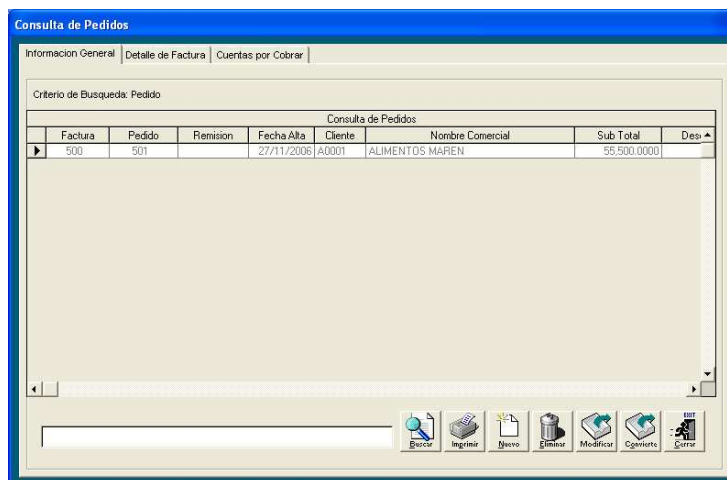 Consulta de Pedidos
Informacion General Detalle de Factura Cuentas por Cobrar
Criterio de Busqueda: Pedido
Consulta de Pedidos
Factura Pedido Remision Fecha Alta Cliente Nombre Comercial Sub Total Des
500 501 27/11/2006 A0001 ALIMENTOS MAREN 55,500.0000
EXIT
Buscar Imprimir Nuevo Eliminar Modificar Convierte Cerrar